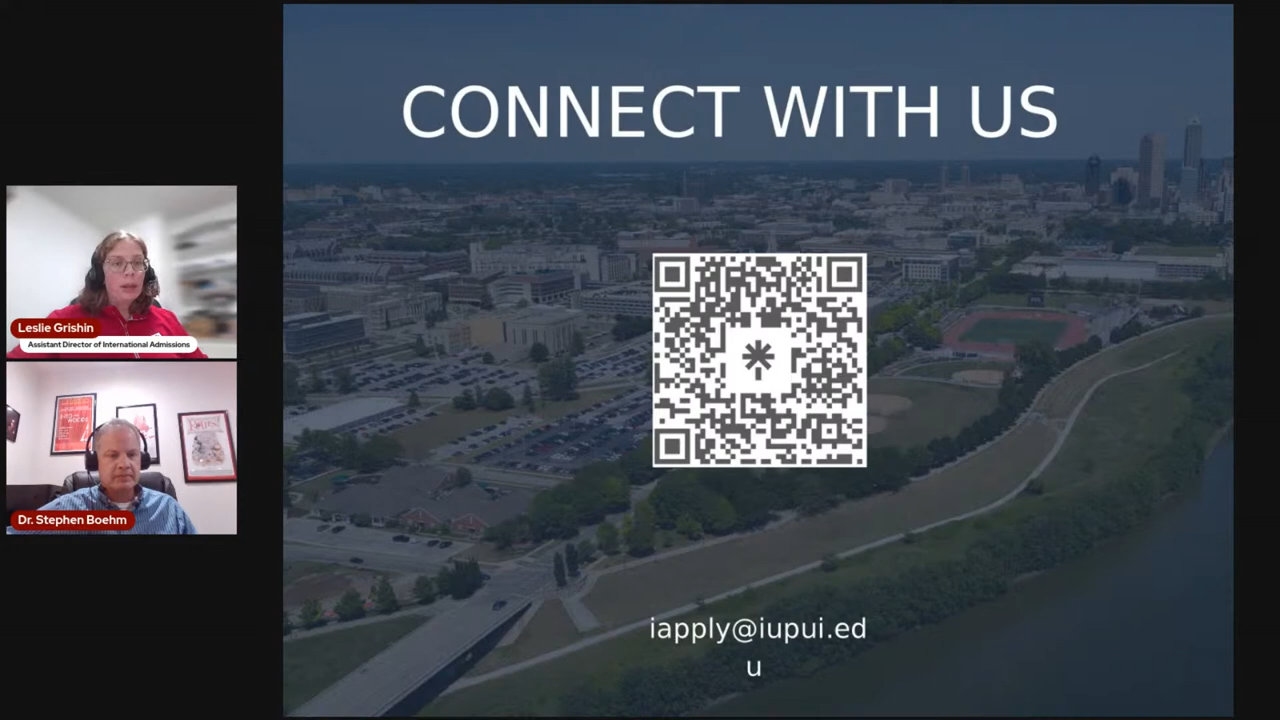 CONNECT WITH US
Leslie Grishin
Assistant Director of International Admissions
Dr. Stephen Boehm
iapply@iupui.ed
u